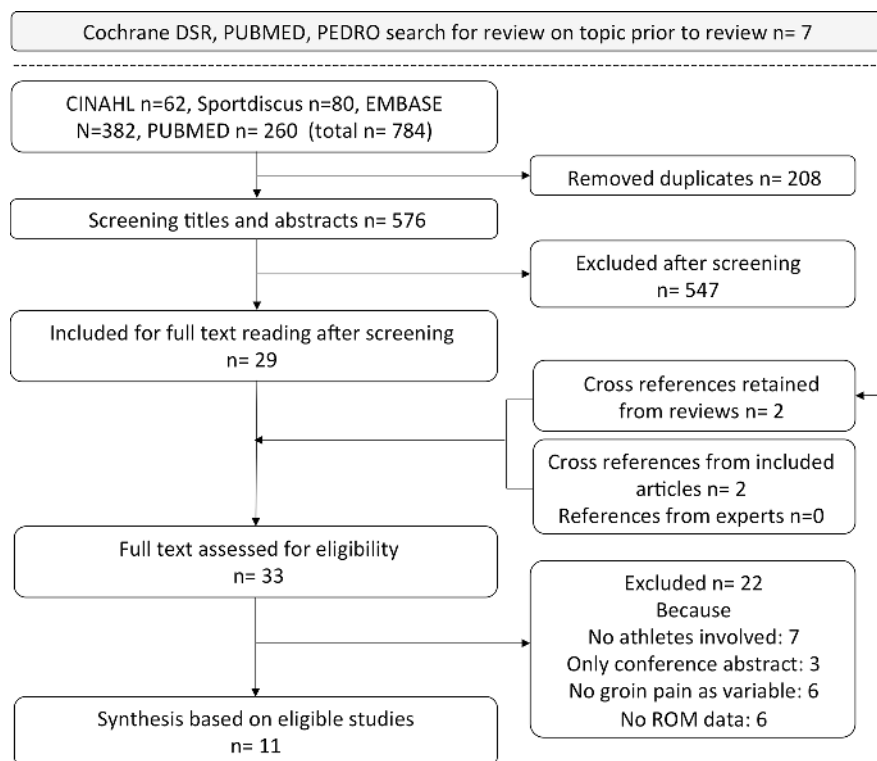 Cochrane DSR, PUBMED, PEDRO search for review on topic prior to review n= 7
CINAHL n=62, Sportdiscus n=80, EMBASE
N=382, PUBMED n= 260 (total n= 784)
Removed duplicates n= 208
Screening titles and abstracts n= 576
Excluded after screening
n= 547
Included for full text reading after screening
n= 29
Cross references retained
from reviews n= 2
Cross references from included
articles n= 2
References from experts n=0
Full text assessed for eligibility
n= 33
Excluded n= 22
Because
No athletes involved: 7
Only conference abstract: 3
No groin pain as variable: 6
No ROM data: 6
Synthesis based on eligible studies
n= 11